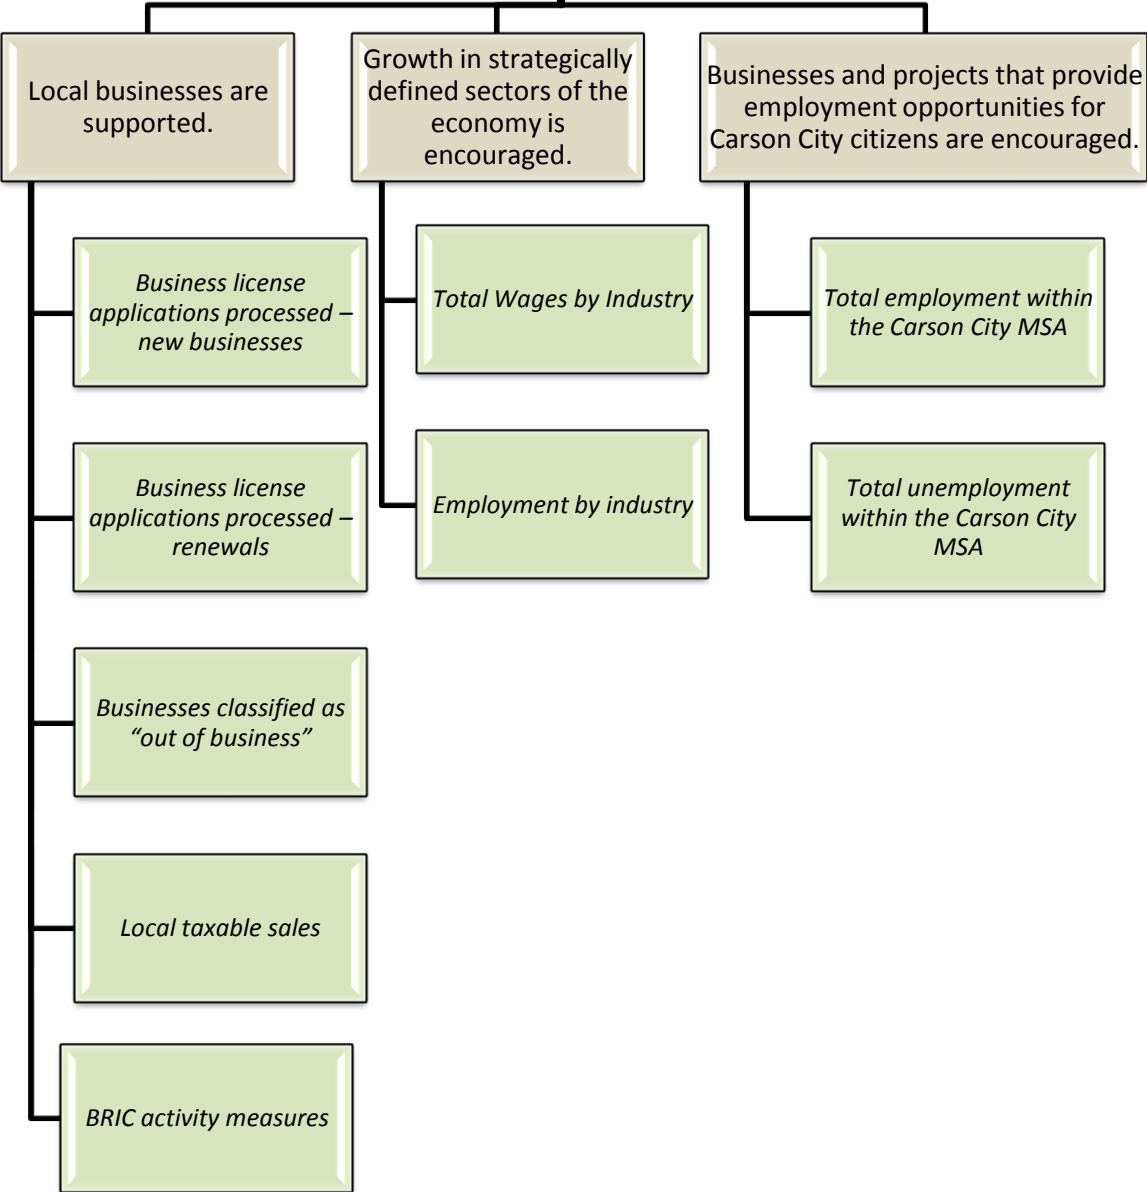 Local businesses are
supported.
Growth in strategically
defined sectors of the
economy is
encouraged.
Businesses and projects that provide
employment opportunities for
Carson City citizens are encouraged.
Business license
applications processed –
new businesses
Business license
applications processed –
renewals
Businesses classified as
“out of business”
Local taxable sales
BRIC activity measures
Total Wages by Industry
Employment by industry
Total employment within
the Carson City MSA
Total unemployment
within the Carson City
MSA